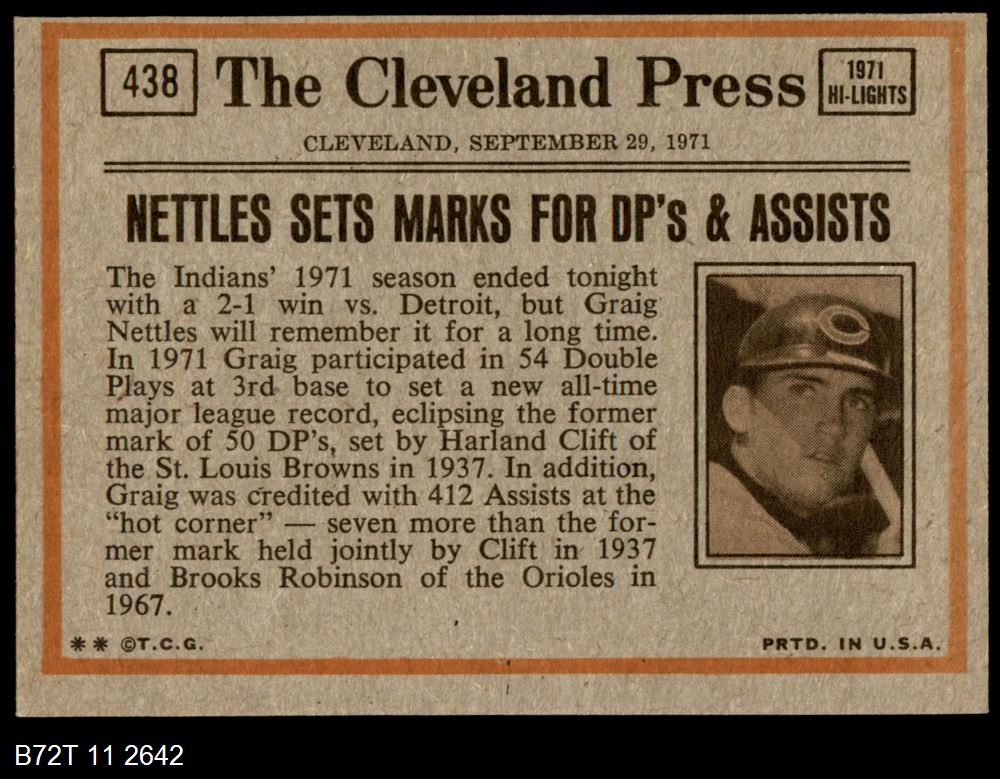 438
The Cleveland Press
1971
HI-LIGHTS
CLEVELAND, SEPTEMBER 29, 1971
NETTLES SETS MARKS FOR DP's & ASSISTS
The Indians' 1971 season ended tonight
with a 2-1 win vs. Detroit, but Graig
Nettles will remember it for a long time.
In 1971 Graig participated in 54 Double
Plays at 3rd base to set a new all-time
major league record, eclipsing the former
mark of 50 DP's, set by Harland Clift of
the St. Louis Browns in 1937. In addition,
Graig was credited with 412 Assists at the
“hot corner” — seven more than the for-
mer mark held jointly by Clift in 1937
and Brooks Robinson of the Orioles in
1967.
C
** ©T.C.G.
PRTD. IN U.S.A.
B72T 11 2642